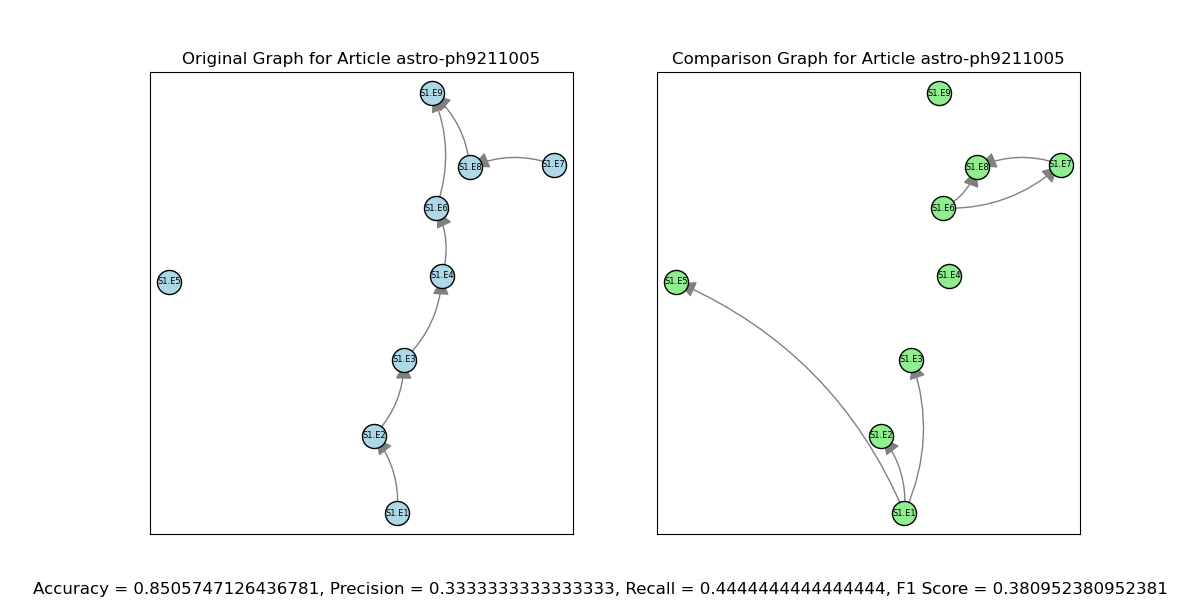 Original Graph for Article astro-ph9211005
S1.E9
S1.E8
S1.E7
S1.E6
S1.E4
S1.E5
S1.E3
S1.E2
S1.E1
Comparison Graph for Article astro-ph9211005
S1.E9
S1.E8
S1.E7
S1.E6
S1.E4
S1.E5
S1.E3
S1.E2
S1.E1
Accuracy = 0.8505747126436781, Precision = 0.3333333333333333, Recall = 0.4444444444444444, F1 Score = 0.380952380952381